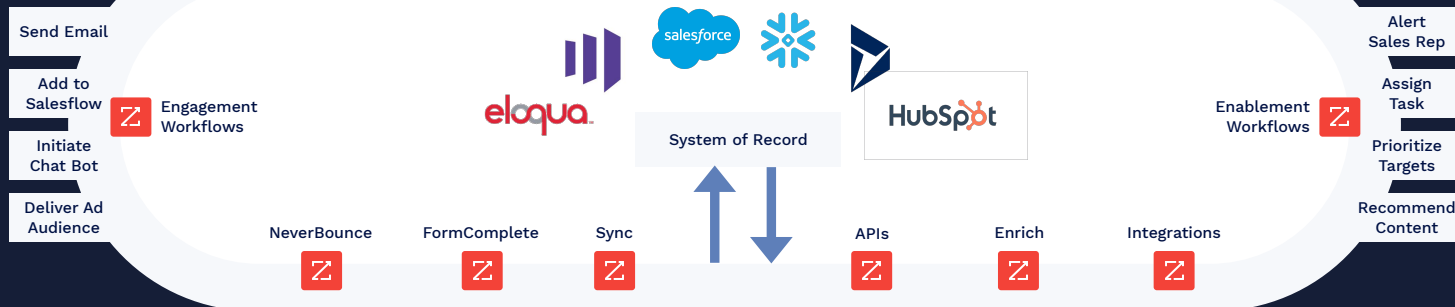 Send Email
Add to
Salesflow
Initiate
Chat Bot
Deliver Ad
Audience
Engagement
Workflows
salesforce
eloqua™
HubSpot
System of Record
Enablement
Workflows
Alert
Sales Rep
Assign
Task
Prioritize
Targets
Recommend
Content
NeverBounce
FormComplete
Sync
APIs
Enrich
Integrations